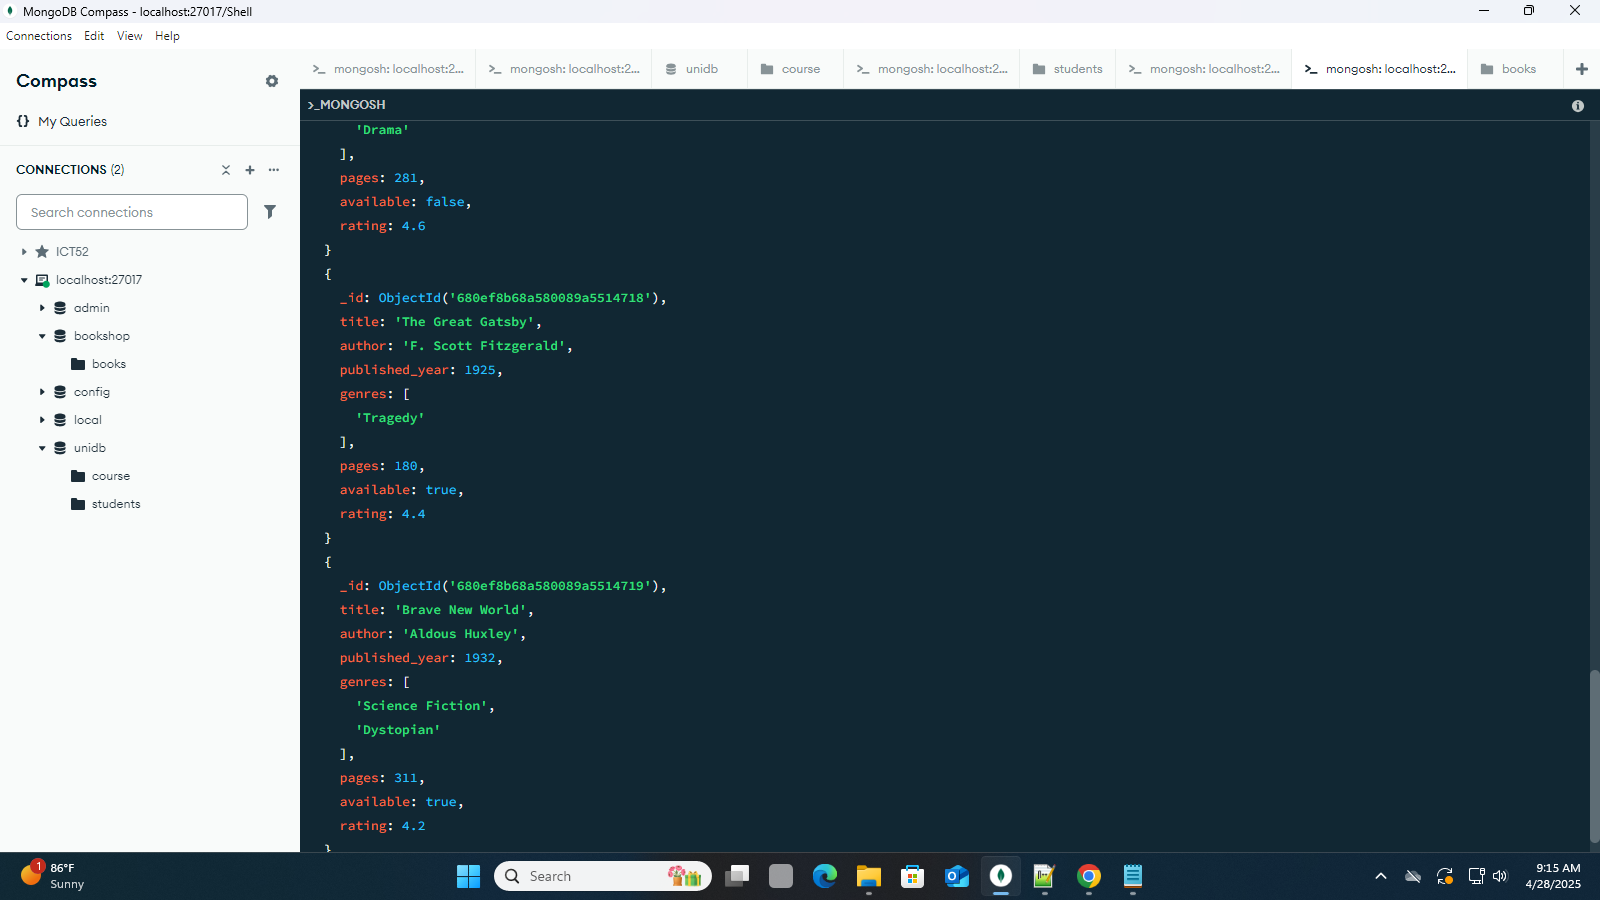 MongoDB Compass - localhost:27017/Shell
Connections Edit View Help
Compass
{} My Queries
CONNECTIONS (2)
Search connections
ICT52
localhost:27017
admin
bookshop
books
config
local
unidb
course
students
>_ mongosh: localhost:2... >_ mongosh: localhost:2... unidb course >_ mongosh: localhost:2... students >_ mongosh: localhost:2... >_ mongosh: localhost:2... books +
>_MONGOSH
'Drama'
],
pages: 281,
available: false,
rating: 4.6
}
{
_id: ObjectId('680ef8b68a580089a5514718'),
title: 'The Great Gatsby',
author: 'F. Scott Fitzgerald',
published_year: 1925,
genres: [
'Tragedy'
],
pages: 180,
available: true,
rating: 4.4
}
{
_id: ObjectId('680ef8b68a580089a5514719'),
title: 'Brave New World',
author: 'Aldous Huxley',
published_year: 1932,
genres: [
'Science Fiction',
'Dystopian'
],
pages: 311,
available: true,
rating: 4.2
}
1
86°F
Sunny
Search
9:15 AM
4/28/2025